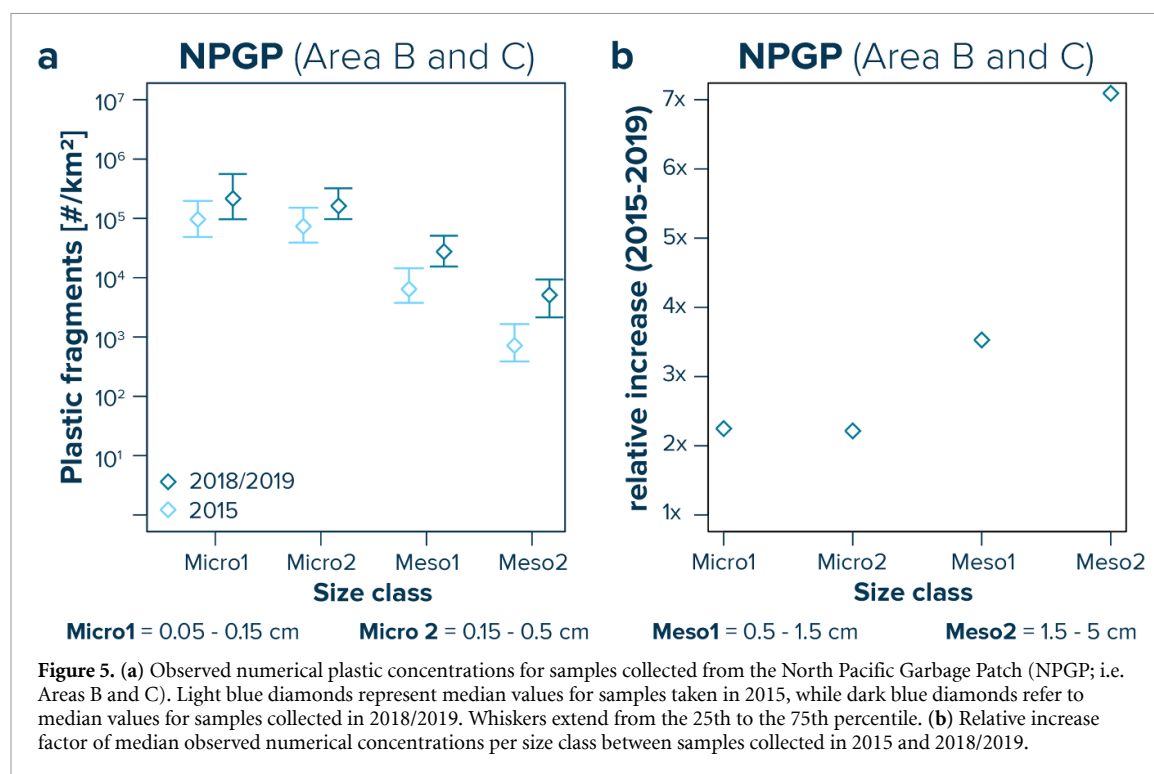 a
NPGP (Area B and C)
Plastic fragments [#/km²]
10⁷
10⁶
10⁵
10⁴
10³
10²
10¹
2018/2019
2015
Micro1 Micro2 Meso1 Meso2
Size class
b
NPGP (Area B and C)
relative increase (2015-2019)
7x
6x
5x
4x
3x
2x
1x
Micro1 Micro2 Meso1 Meso2
Size class
Micro1 = 0.05 - 0.15 cm Micro 2 = 0.15 - 0.5 cm Meso1 = 0.5 - 1.5 cm Meso2 = 1.5 - 5 cm
Figure 5. (a) Observed numerical plastic concentrations for samples collected from the North Pacific Garbage Patch (NPGP; i.e.
Areas B and C). Light blue diamonds represent median values for samples taken in 2015, while dark blue diamonds refer to
median values for samples collected in 2018/2019. Whiskers extend from the 25th to the 75th percentile. (b) Relative increase
factor of median observed numerical concentrations per size class between samples collected in 2015 and 2018/2019.